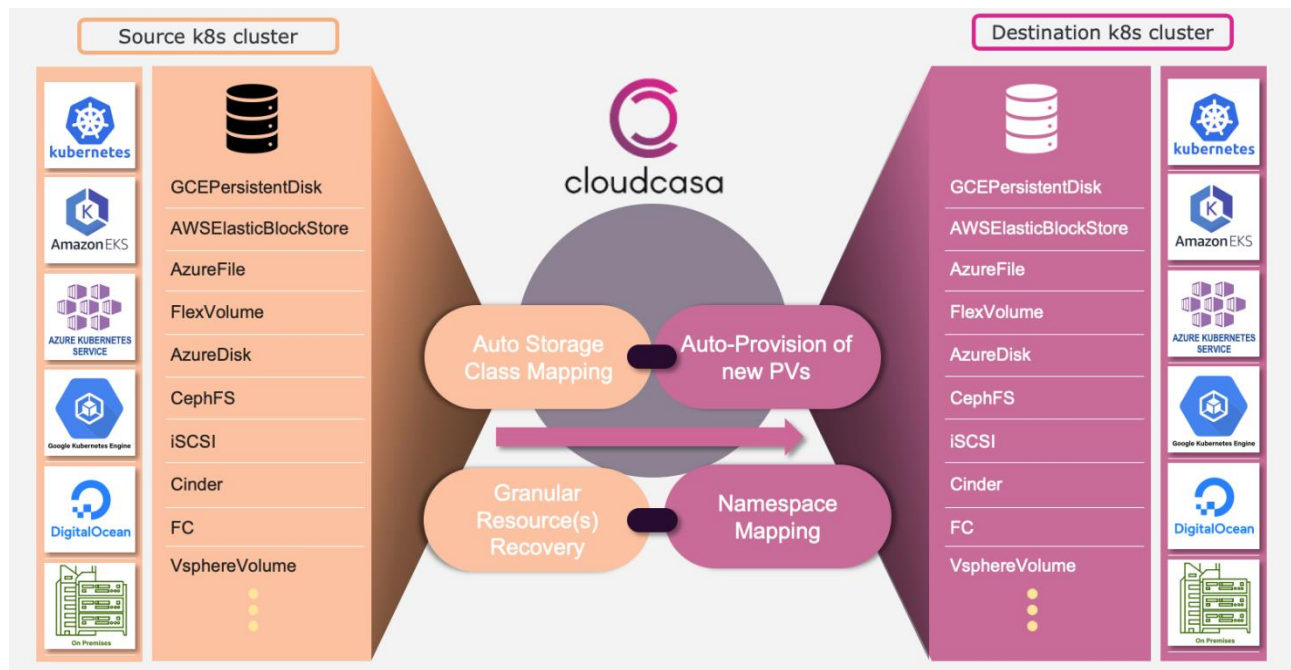 Source k8s cluster
kubernetes
Amazon EKS
AZURE KUBERNETES
SERVICE
Google Kubernetes Engine
DigitalOcean
On Premises
GCEPersistentDisk
AWSElasticBlockStore
AzureFile
FlexVolume
AzureDisk
CephFS
iSCSI
Cinder
FC
VsphereVolume
cloudcasa
Auto Storage
Class Mapping
Auto-Provision of
new PVs
Granular
Resource(s)
Recovery
Namespace
Mapping
Destination k8s cluster
GCEPersistentDisk
AWSElasticBlockStore
AzureFile
FlexVolume
AzureDisk
CephFS
iSCSI
Cinder
FC
VsphereVolume
kubernetes
Amazon EKS
AZURE KUBERNETES
SERVICE
Google Kubernetes Engine
DigitalOcean
On Premises